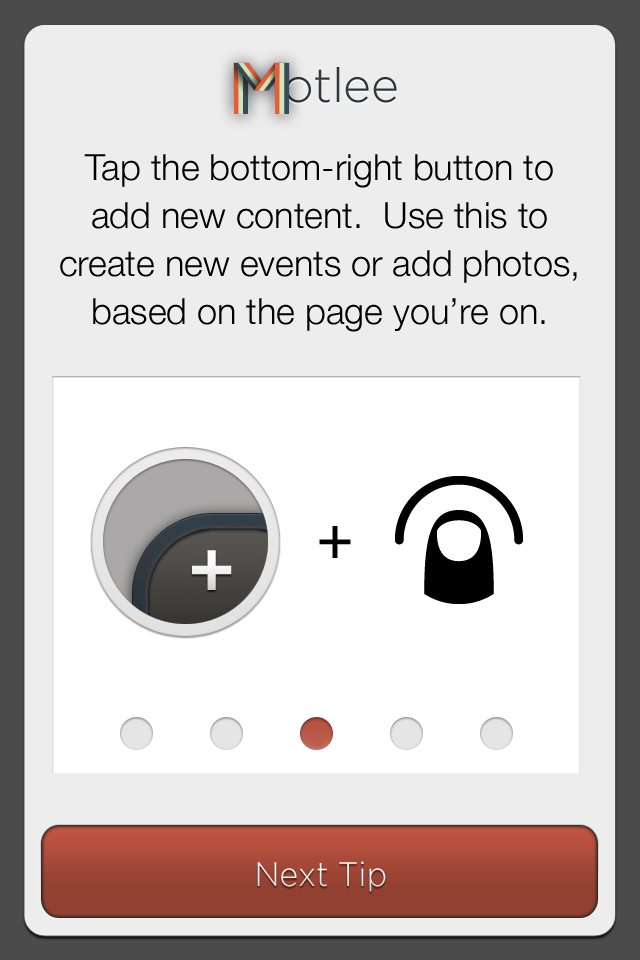 Motlee
Tap the bottom-right button to
add new content.  Use this to
create new events or add photos,
based on the page you’re on.
+
+
Next Tip